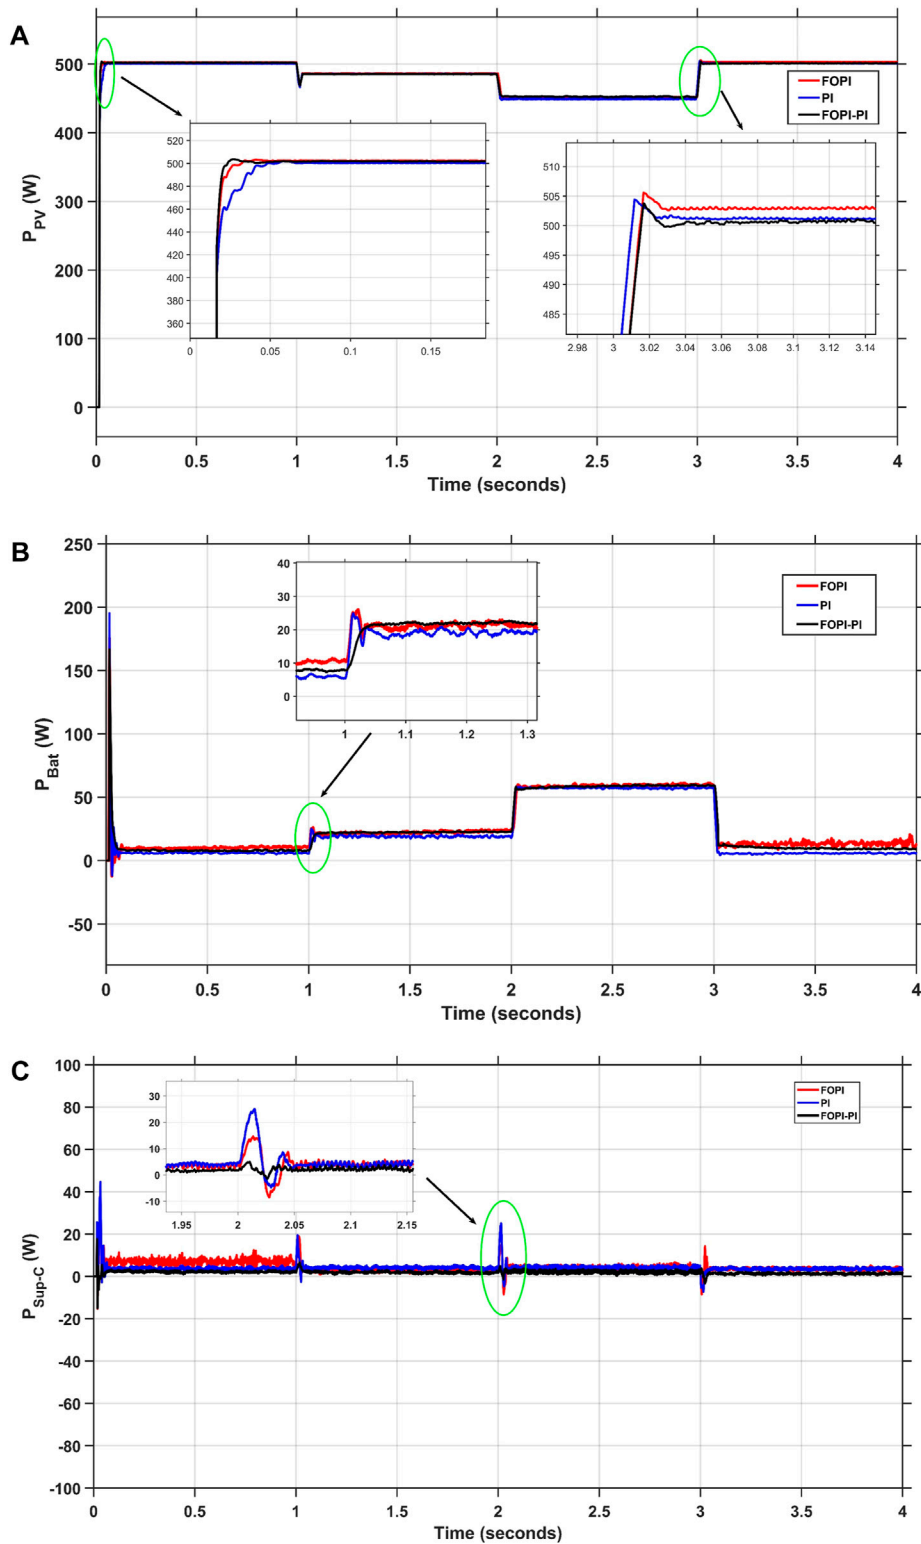 A
P_PV (W)
500
400
300
200
100
0
FOPI
PI
FOPI-PI
520
500
480
460
440
420
400
380
360
0 0.05 0.1 0.15
510
505
500
495
490
485
2.98 3 3.02 3.04 3.06 3.08 3.1 3.12 3.14
0 0.5 1 1.5 2 2.5 3 3.5 4
Time (seconds)
B
P_Bat (W)
250
200
150
100
50
0
-50
40
30
20
10
0
1 1.1 1.2 1.3
FOPI
PI
FOPI-PI
0 0.5 1 1.5 2 2.5 3 3.5 4
Time (seconds)
C
P_Sup-C (W)
100
80
60
40
20
0
-20
-40
-60
-80
-100
30
20
10
0
-10
1.95 2 2.05 2.1 2.15
FOPI
PI
FOPI-PI
0 0.5 1 1.5 2 2.5 3 3.5 4
Time (seconds)